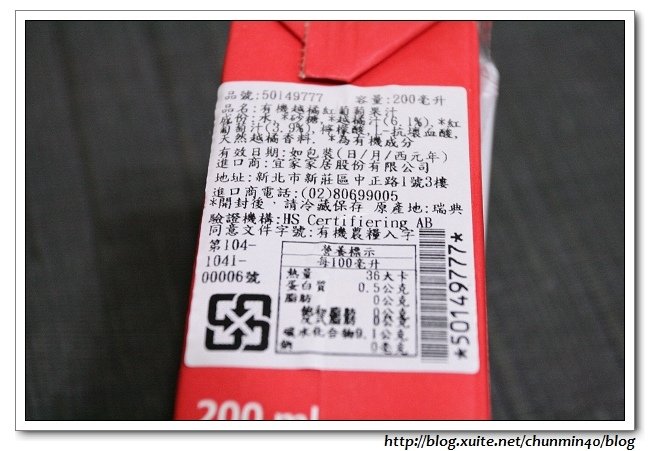 品號:50149777 容量:200毫升
品名:有機越橘紅葡萄果汁
成份:水,*砂糖,*越橘汁(6.1%),*紅
葡萄汁(3.9%),檸檬酸,L-抗壞血酸,
天然越橘香料. *為有機成分
有效日期:如包裝(日/月/西元年)
進口商:宜家家居股份有限公司
地址:新北市新莊區中正路1號3樓
進口商電話:(02)80699005
*開封後,請冷藏保存 原產地:瑞典
驗證機構:HS Certifiering AB
同意文件字號:有機農糧入字
第104-
1041-
00006號
營養標示
每100毫升
熱量 36大卡
蛋白質 0.5公克
脂肪 0公克
0公克
碳水化合物9.1公克
鈉 0毫克
*50149777*
200 ml
http://blog.xuite.net/chunmin40/blog